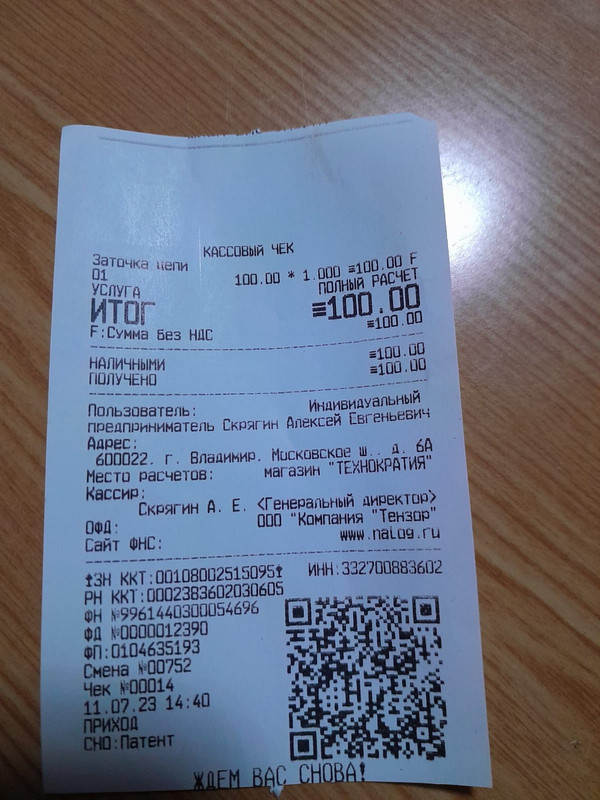 КАССОВЫЙ ЧЕК
Заточка цепи
01 100.00 * 1.000 ≡100.00 F
УСЛУГА ПОЛНЫЙ РАСЧЕТ
ИТОГ ≡100.00
F:Сумма без НДС ≡100.00
НАЛИЧНЫМИ ≡100.00
ПОЛУЧЕНО ≡100.00
Пользователь: Индивидуальный
предприниматель Скрягин Алексей Евгеньевич
Адрес:
600022, г. Владимир, Московское ш., д. 6А
Место расчетов: магазин "ТЕХНОКРАТИЯ"
Кассир:
Скрягин А. Е. <Генеральный директор>
ОФД: ООО "Компания "Тензор"
Сайт ФНС: www.nalog.ru
ЗН ККТ:00108002515095 ИНН:332700883602
РН ККТ:0002383602030605
ФН №9961440300054696
ФД №0000012390
ФП:0104635193
Смена №00752
Чек №00014
11.07.23 14:40
ПРИХОД
СНО:Патент
ЖДЕМ ВАС СНОВА!